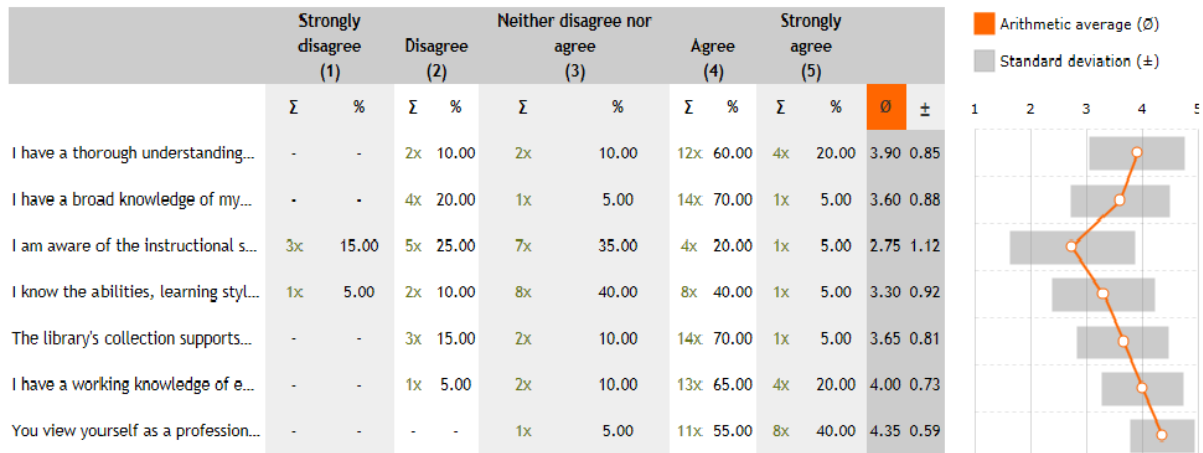 Strongly disagree (1) Disagree (2) Neither disagree nor agree (3) Agree (4) Strongly agree (5)
Σ % Σ % Σ % Σ % Σ % Ø ±
I have a thorough understanding... - - 2x 10.00 2x 10.00 12x 60.00 4x 20.00 3.90 0.85
I have a broad knowledge of my... - - 4x 20.00 1x 5.00 14x 70.00 1x 5.00 3.60 0.88
I am aware of the instructional s... 3x 15.00 5x 25.00 7x 35.00 4x 20.00 1x 5.00 2.75 1.12
I know the abilities, learning styl... 1x 5.00 2x 10.00 8x 40.00 8x 40.00 1x 5.00 3.30 0.92
The library's collection supports... - - 3x 15.00 2x 10.00 14x 70.00 1x 5.00 3.65 0.81
I have a working knowledge of e... - - 1x 5.00 2x 10.00 13x 65.00 4x 20.00 4.00 0.73
You view yourself as a profession... - - - - 1x 5.00 11x 55.00 8x 40.00 4.35 0.59
Arithmetic average (Ø)
Standard deviation (±)
1 2 3 4 5